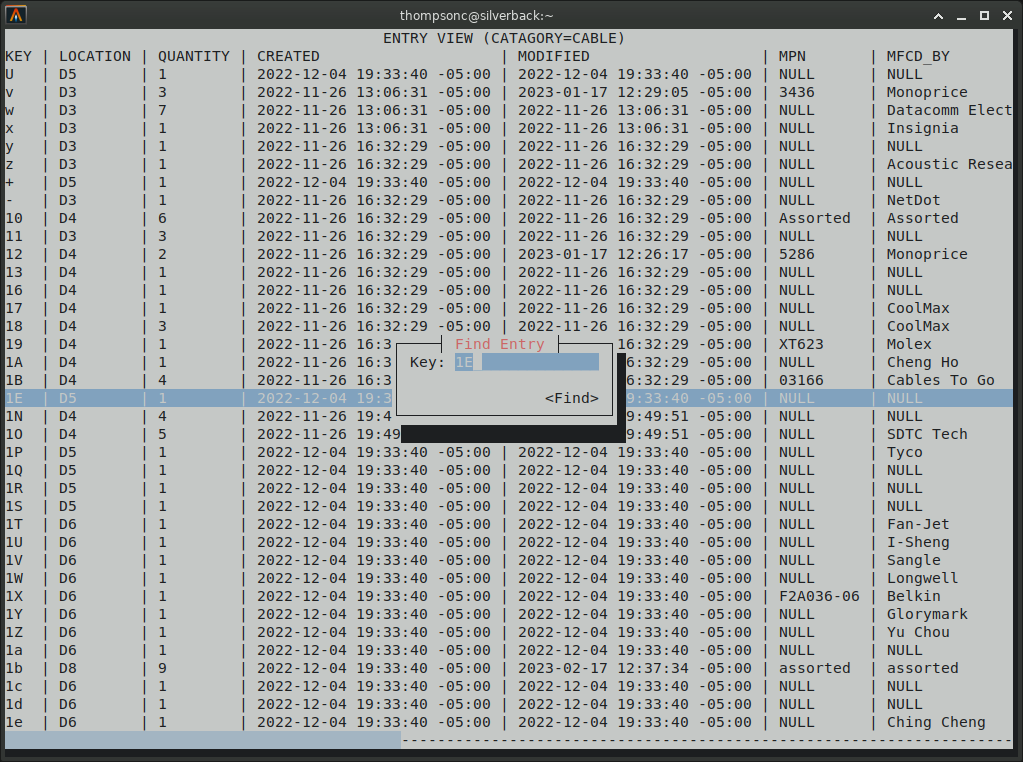 thompsonc@silverback:~
ENTRY VIEW (CATAGORY=CABLE)
KEY | LOCATION | QUANTITY | CREATED | MODIFIED | MPN | MFCD_BY
U | D5 | 1 | 2022-12-04 19:33:40 -05:00 | 2022-12-04 19:33:40 -05:00 | NULL | NULL
v | D3 | 3 | 2022-11-26 13:06:31 -05:00 | 2023-01-17 12:29:05 -05:00 | 3436 | Monoprice
w | D3 | 7 | 2022-11-26 13:06:31 -05:00 | 2022-11-26 13:06:31 -05:00 | NULL | Datacomm Elect
x | D3 | 1 | 2022-11-26 13:06:31 -05:00 | 2022-11-26 13:06:31 -05:00 | NULL | Insignia
y | D3 | 1 | 2022-11-26 16:32:29 -05:00 | 2022-11-26 16:32:29 -05:00 | NULL | NULL
z | D3 | 1 | 2022-11-26 16:32:29 -05:00 | 2022-11-26 16:32:29 -05:00 | NULL | Acoustic Resea
+ | D5 | 1 | 2022-12-04 19:33:40 -05:00 | 2022-12-04 19:33:40 -05:00 | NULL | NULL
- | D3 | 1 | 2022-11-26 16:32:29 -05:00 | 2022-11-26 16:32:29 -05:00 | NULL | NetDot
10 | D4 | 6 | 2022-11-26 16:32:29 -05:00 | 2022-11-26 16:32:29 -05:00 | Assorted | Assorted
11 | D3 | 3 | 2022-11-26 16:32:29 -05:00 | 2022-11-26 16:32:29 -05:00 | NULL | NULL
12 | D4 | 2 | 2022-11-26 16:32:29 -05:00 | 2023-01-17 12:26:17 -05:00 | 5286 | Monoprice
13 | D4 | 1 | 2022-11-26 16:32:29 -05:00 | 2022-11-26 16:32:29 -05:00 | NULL | NULL
16 | D4 | 1 | 2022-11-26 16:32:29 -05:00 | 2022-11-26 16:32:29 -05:00 | NULL | NULL
17 | D4 | 1 | 2022-11-26 16:32:29 -05:00 | 2022-11-26 16:32:29 -05:00 | NULL | CoolMax
18 | D4 | 3 | 2022-11-26 16:32:29 -05:00 | 2022-11-26 16:32:29 -05:00 | NULL | CoolMax
19 | D4 | 1 | 2022-11-26 16:3 Find Entry 16:32:29 -05:00 | XT623 | Molex
1A | D4 | 1 | 2022-11-26 16:3 Key: 1E 6:32:29 -05:00 | NULL | Cheng Ho
1B | D4 | 4 | 2022-11-26 16:3 6:32:29 -05:00 | 03166 | Cables To Go
1E | D5 | 1 | 2022-12-04 19:3 <Find> 9:33:40 -05:00 | NULL | NULL
1N | D4 | 4 | 2022-11-26 19:4 9:49:51 -05:00 | NULL | NULL
1O | D4 | 5 | 2022-11-26 19:49 9:49:51 -05:00 | NULL | SDTC Tech
1P | D5 | 1 | 2022-12-04 19:33:40 -05:00 | 2022-12-04 19:33:40 -05:00 | NULL | Tyco
1Q | D5 | 1 | 2022-12-04 19:33:40 -05:00 | 2022-12-04 19:33:40 -05:00 | NULL | NULL
1R | D5 | 1 | 2022-12-04 19:33:40 -05:00 | 2022-12-04 19:33:40 -05:00 | NULL | NULL
1S | D5 | 1 | 2022-12-04 19:33:40 -05:00 | 2022-12-04 19:33:40 -05:00 | NULL | NULL
1T | D6 | 1 | 2022-12-04 19:33:40 -05:00 | 2022-12-04 19:33:40 -05:00 | NULL | Fan-Jet
1U | D6 | 1 | 2022-12-04 19:33:40 -05:00 | 2022-12-04 19:33:40 -05:00 | NULL | I-Sheng
1V | D6 | 1 | 2022-12-04 19:33:40 -05:00 | 2022-12-04 19:33:40 -05:00 | NULL | Sangle
1W | D6 | 1 | 2022-12-04 19:33:40 -05:00 | 2022-12-04 19:33:40 -05:00 | NULL | Longwell
1X | D6 | 1 | 2022-12-04 19:33:40 -05:00 | 2022-12-04 19:33:40 -05:00 | F2A036-06 | Belkin
1Y | D6 | 1 | 2022-12-04 19:33:40 -05:00 | 2022-12-04 19:33:40 -05:00 | NULL | Glorymark
1Z | D6 | 1 | 2022-12-04 19:33:40 -05:00 | 2022-12-04 19:33:40 -05:00 | NULL | Yu Chou
1a | D6 | 1 | 2022-12-04 19:33:40 -05:00 | 2022-12-04 19:33:40 -05:00 | NULL | NULL
1b | D8 | 9 | 2022-12-04 19:33:40 -05:00 | 2023-02-17 12:37:34 -05:00 | assorted | assorted
1c | D6 | 1 | 2022-12-04 19:33:40 -05:00 | 2022-12-04 19:33:40 -05:00 | NULL | NULL
1d | D6 | 1 | 2022-12-04 19:33:40 -05:00 | 2022-12-04 19:33:40 -05:00 | NULL | NULL
1e | D6 | 1 | 2022-12-04 19:33:40 -05:00 | 2022-12-04 19:33:40 -05:00 | NULL | Ching Cheng